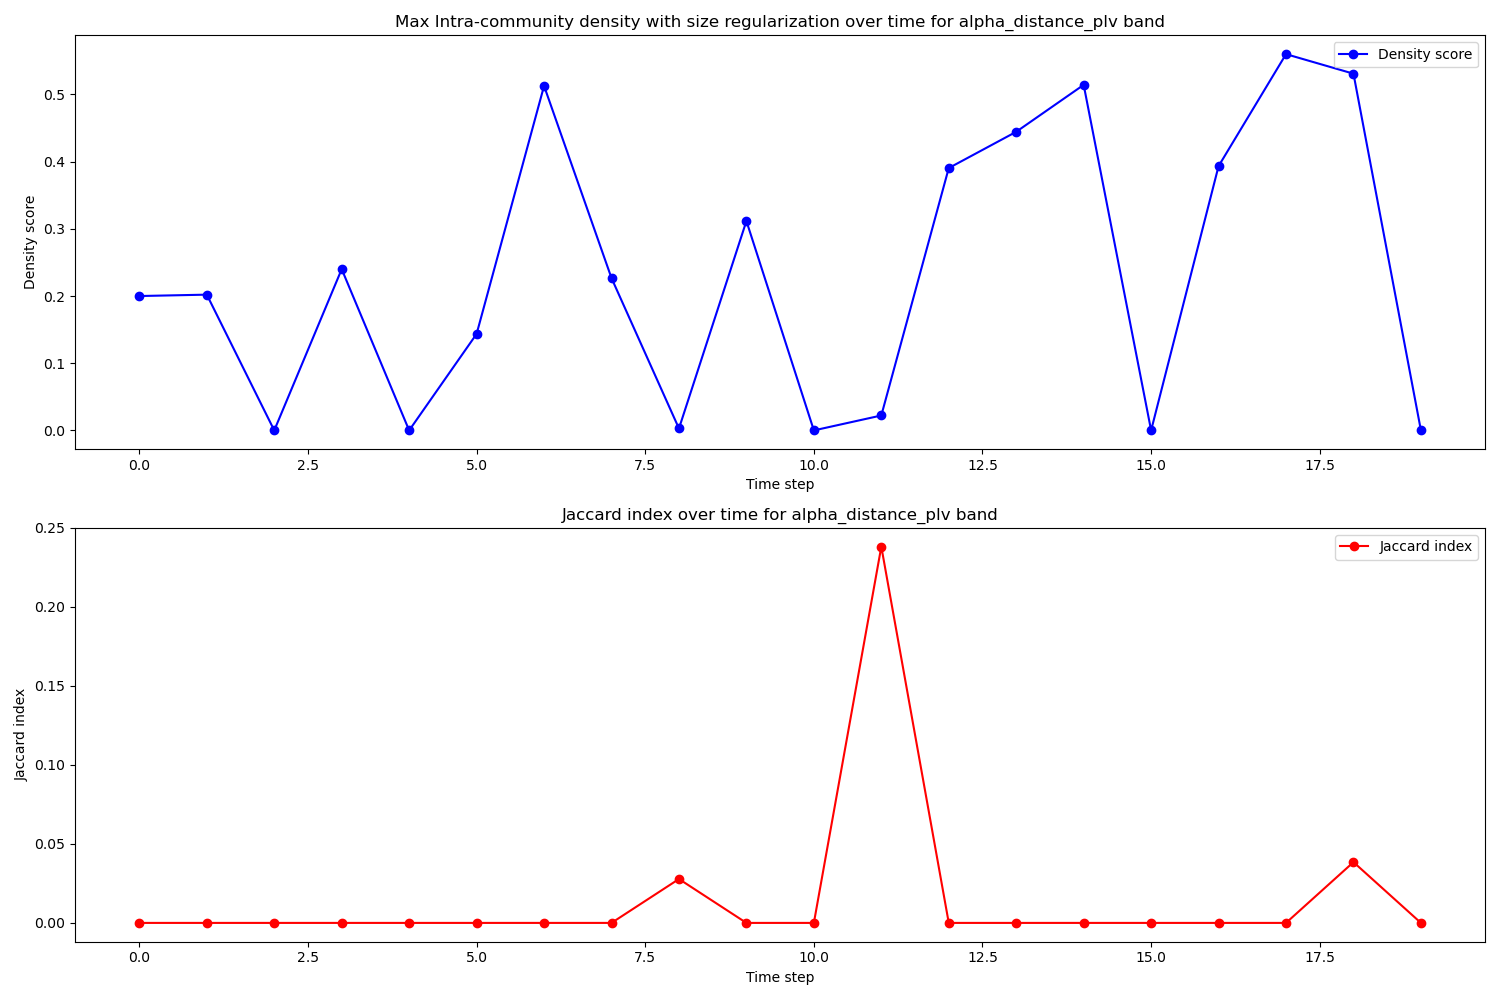 Max Intra-community density with size regularization over time for alpha_distance_plv band
Density score
Density score
0.5
0.4
0.3
0.2
0.1
0.0
0.0 2.5 5.0 7.5 10.0 12.5 15.0 17.5
Time step
Jaccard index over time for alpha_distance_plv band
Jaccard index
Jaccard index
0.25
0.20
0.15
0.10
0.05
0.00
0.0 2.5 5.0 7.5 10.0 12.5 15.0 17.5
Time step